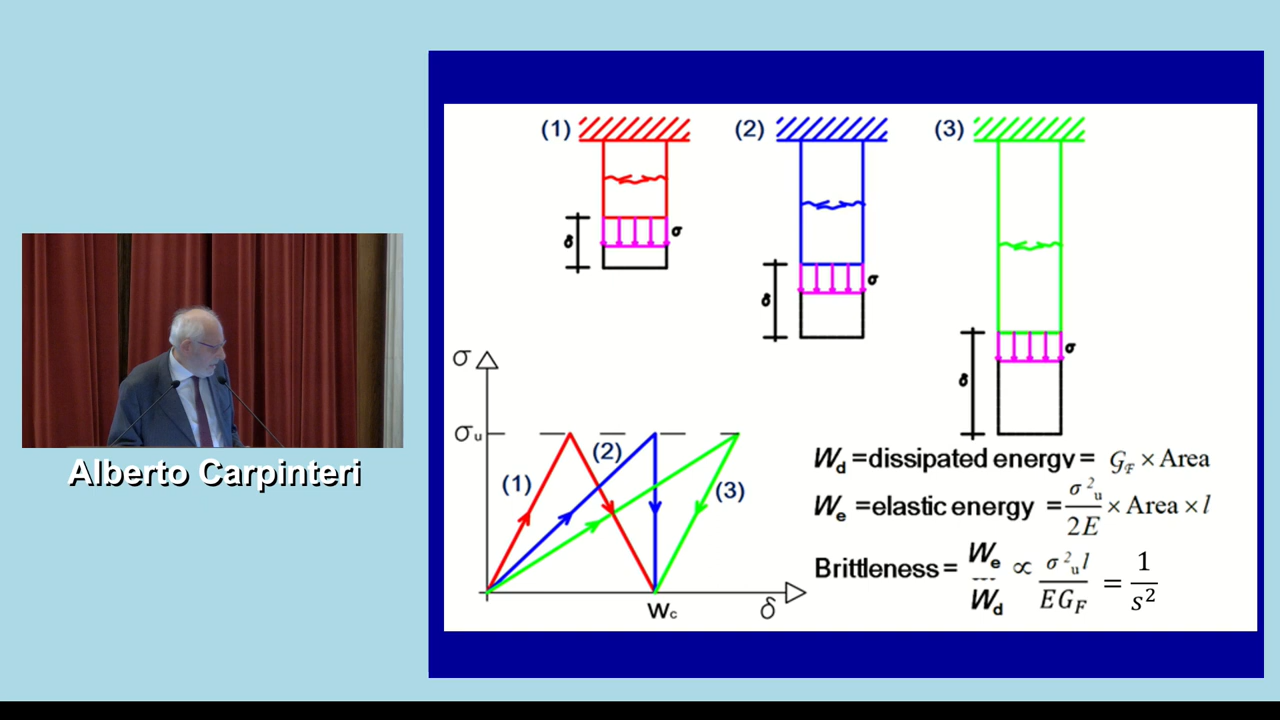 (1)
(2)
(3)
δ
σ
δ
σ
δ
σ
σ
σu
(1)
(2)
(3)
Wc
δ
Wd =dissipated energy= GF × Area
We =elastic energy = σ²u / 2E × Area × l
Brittleness = We / Wd ∝ σ²u l / EGF = 1 / s²
Alberto Carpinteri